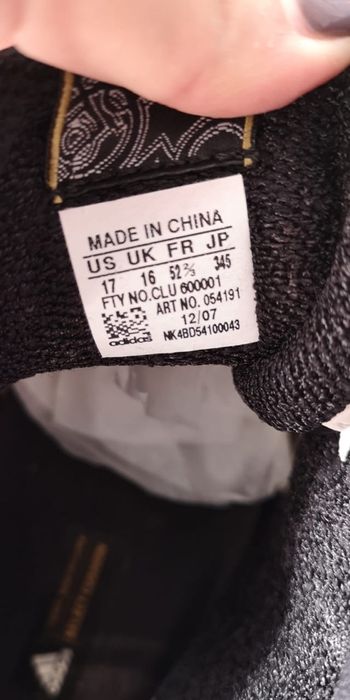 MADE IN CHINA
US UK FR JP
17 16 52⅔ 345
FTY NO.CLU 600001
ART NO. 054191
12/07
adidas NK4BD54100043